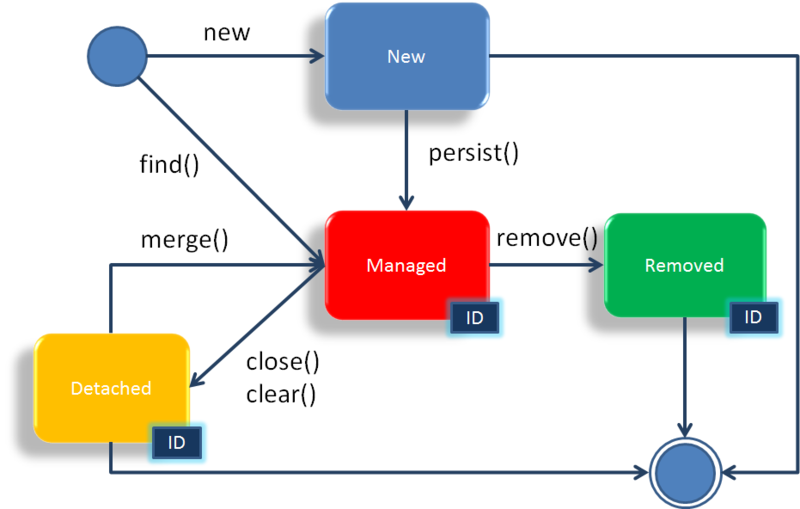 new
New
persist()
find()
merge()
Managed
remove()
Removed
ID
ID
close()
clear()
Detached
ID